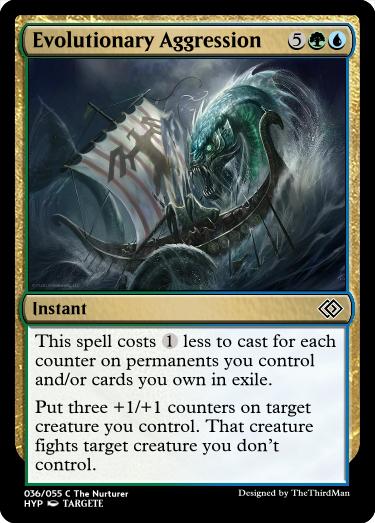 Evolutionary Aggression 5
Instant
This spell costs 1 less to cast for each
counter on permanents you control
and/or cards you own in exile.
Put three +1/+1 counters on target
creature you control. That creature
fights target creature you don't
control.
036/055 C The Nurturer
HYP TARGETE
Designed by TheThirdMan